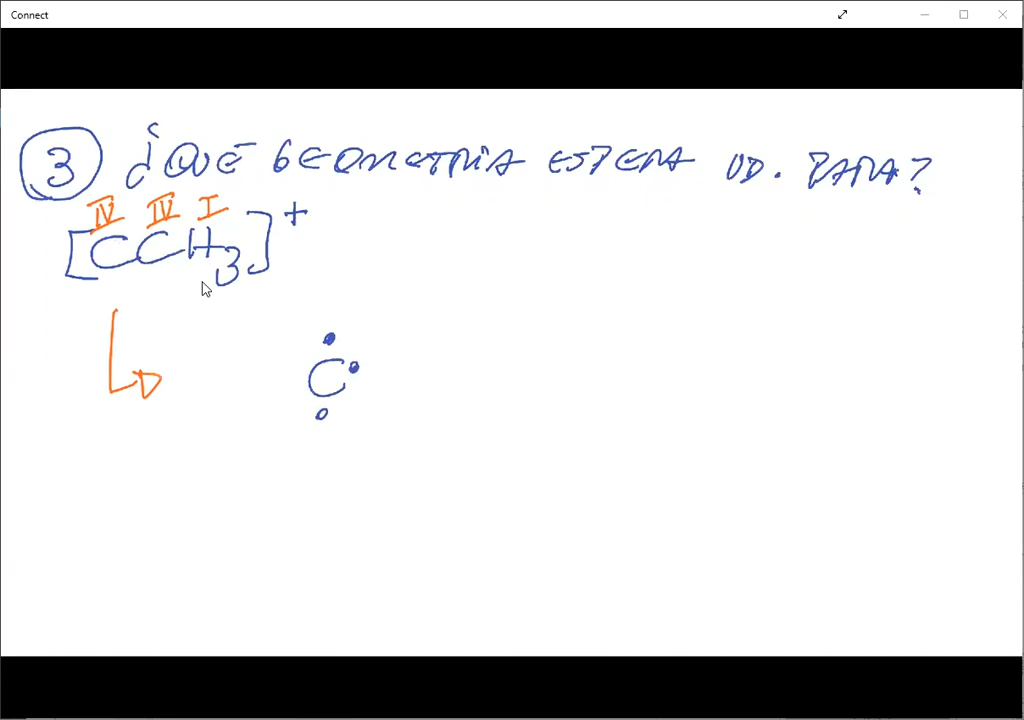 Connect
3 ¿QUÉ GEOMETRÍA ESPERA UD. PARA?
IV IV I
[CCH3]+
C